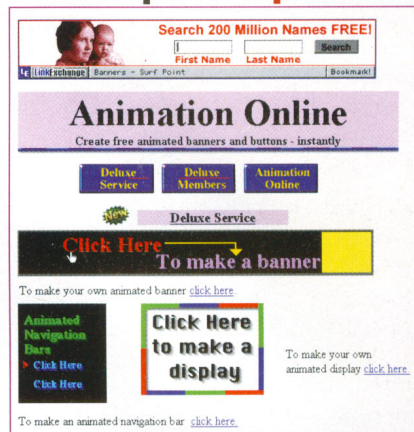 Search 200 Million Names FREE!
Search
First Name Last Name
LE LinkExchange Banners - Surf Point Bookmark!
Animation Online
Create free animated banners and buttons - instantly
Deluxe Service
Deluxe Members
Animation Online
New Deluxe Service
Click Here
To make a banner
To make your own animated banner click here.
Animated
Navigation
Bars
Click Here
Click Here
Click Here
to make a
display
To make your own
animated display click here.
To make an animated navigation bar click here.